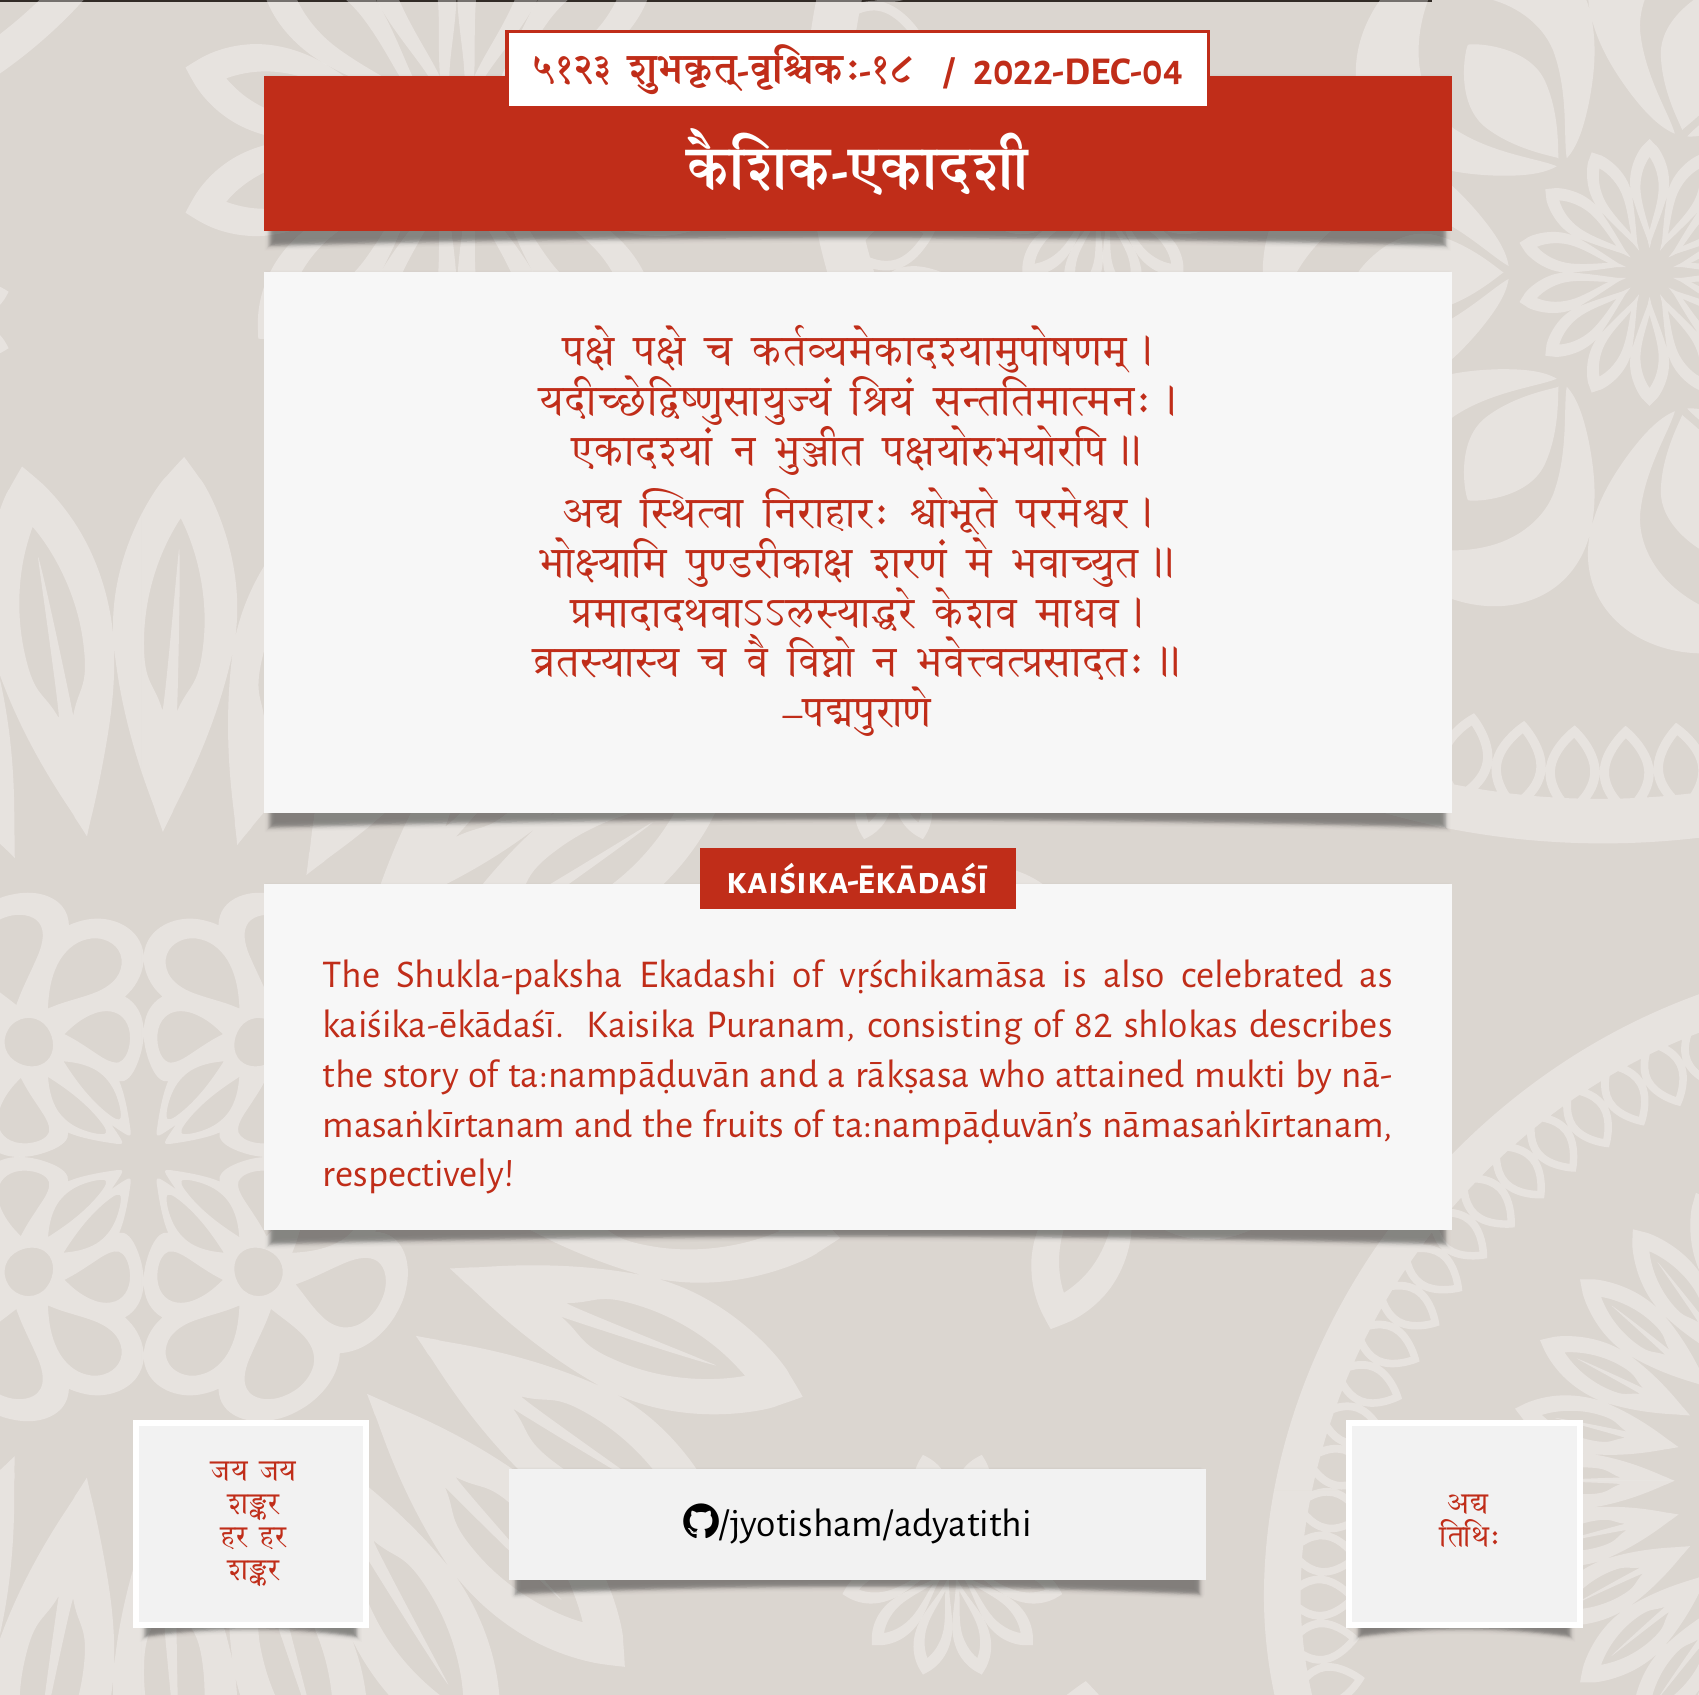 ५१२३ शुभकृत्-वृश्चिकः-१८ / 2022-DEC-04
कैशिक-एकादशी
पक्षे पक्षे च कर्तव्यमेकादश्यामुपोषणम् ।
यदीच्छेद्विष्णुसायुज्यं श्रियं सन्ततिमात्मनः ।
एकादश्यां न भुञ्जीत पक्षयोरुभयोरपि ॥
अद्य स्थित्वा निराहारः श्वोभूते परमेश्वर ।
भोक्ष्यामि पुण्डरीकाक्ष शरणं मे भवाच्युत ॥
प्रमादादथवाऽऽलस्याद्धरे केशव माधव ।
व्रतस्यास्य च वै विघ्नो न भवेत्त्वत्प्रसादतः ॥
–पद्मपुराणे
KAIŚIKA-ĒKĀDAŚĪ
The Shukla-paksha Ekadashi of vṛśchikamāsa is also celebrated as
kaiśika-ēkādaśī. Kaisika Puranam, consisting of 82 shlokas describes
the story of ta:nampāḍuvān and a rākṣasa who attained mukti by nā-
masaṅkīrtanam and the fruits of ta:nampāḍuvān’s nāmasaṅkīrtanam,
respectively!
जय जय
शङ्कर
हर हर
शङ्कर
/jyotisham/adyatithi
अद्य
तिथिः